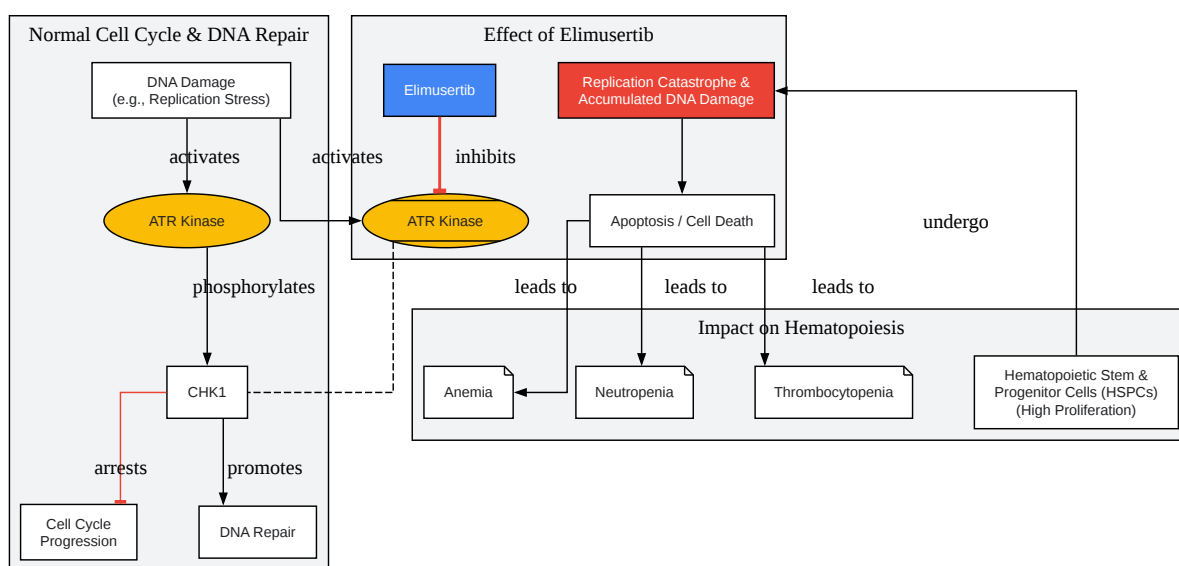 Normal Cell Cycle & DNA Repair
DNA Damage
(e.g., Replication Stress)
activates
ATR Kinase
phosphorylates
CHK1
arrests
promotes
Cell Cycle
Progression
DNA Repair
activates
Effect of Elimusertib
Elimusertib
inhibits
ATR Kinase
Replication Catastrophe &
Accumulated DNA Damage
Apoptosis / Cell Death
leads to
leads to
leads to
undergo
Impact on Hematopoiesis
Anemia
Neutropenia
Thrombocytopenia
Hematopoietic Stem &
Progenitor Cells (HSPCs)
(High Proliferation)